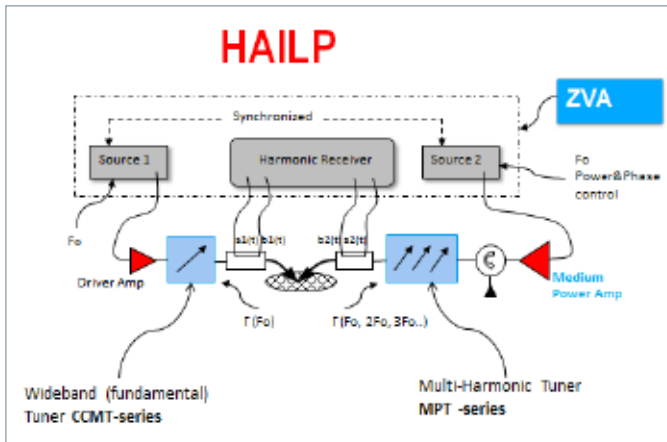 HAILP
ZVA
Synchronized
Source 1
Harmonic Receiver
Source 2
Fo
Power&Phase
control
Fo
a1(t) b1(t)
b2(t) a2(t)
Driver Amp
Medium
Power Amp
Γ(Fo)
Γ(Fo, 2Fo, 3Fo..)
Wideband (fundamental)
Tuner CCMT-series
Multi-Harmonic Tuner
MPT -series